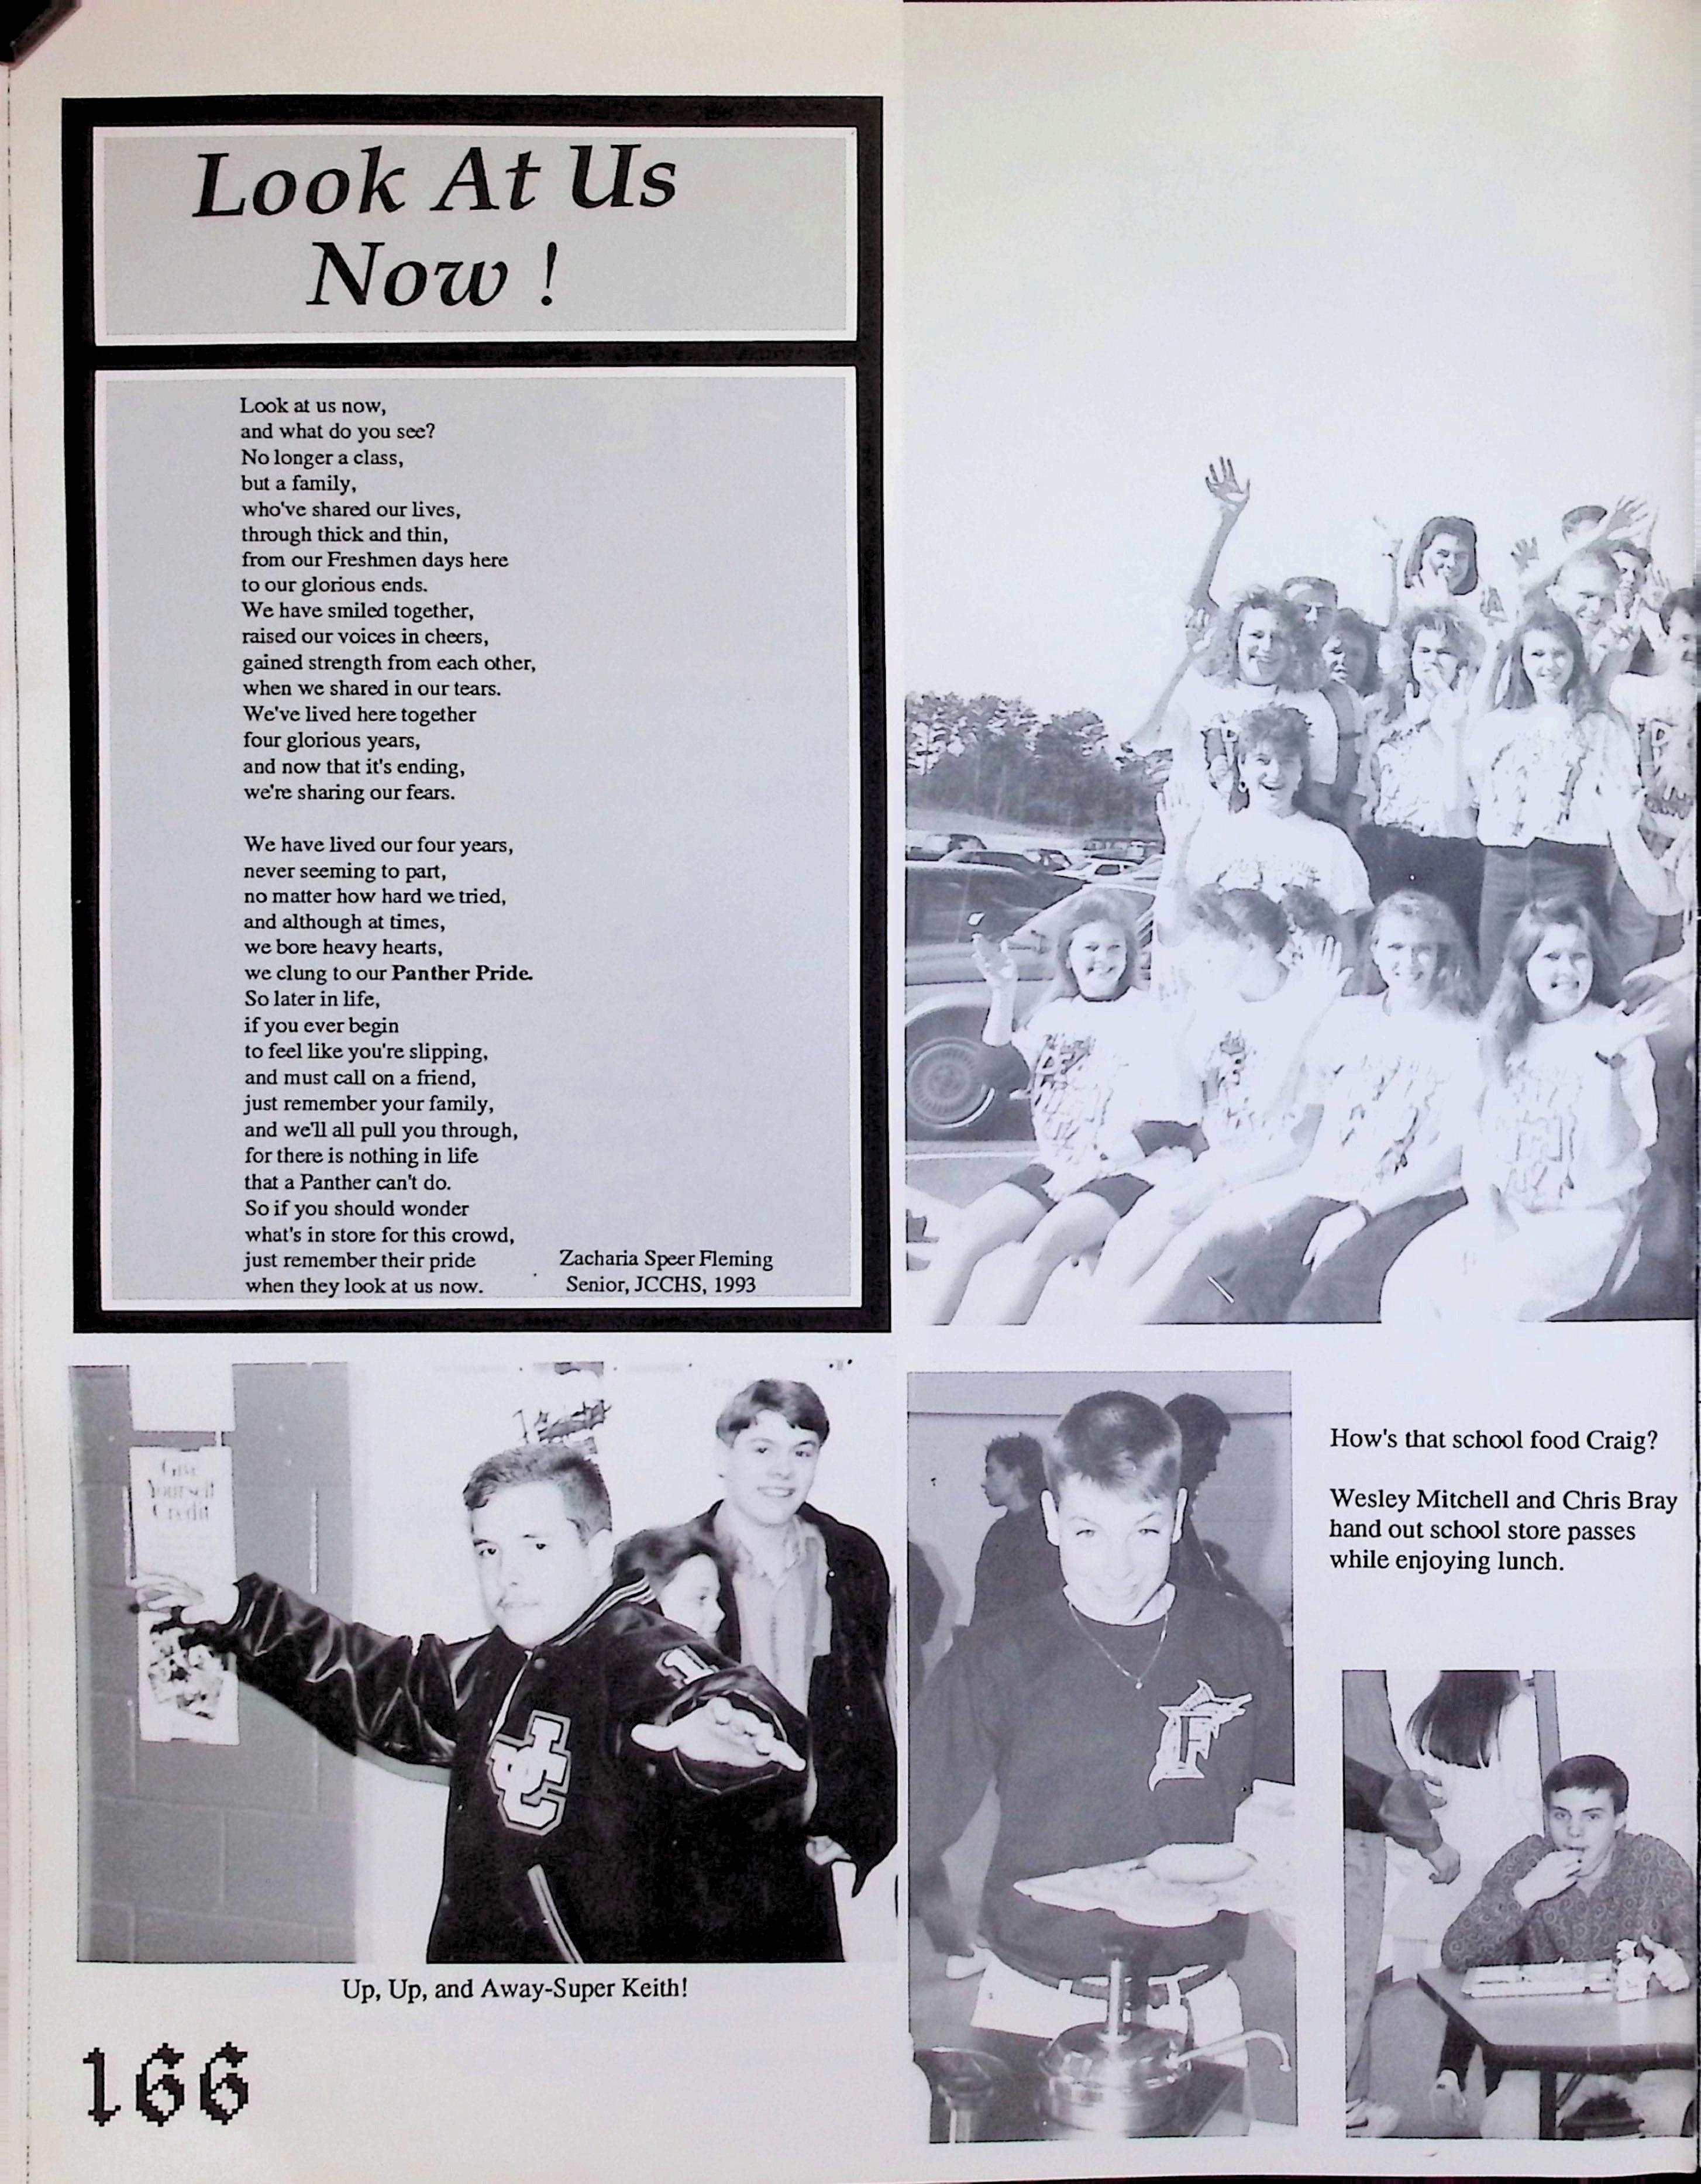 Look At Us
Now !
Look at us now,
and what do you see?
No longer a class,
but a family,
who've shared our lives,
through thick and thin,
from our Freshmen days here
to our glorious ends.
We have smiled together,
raised our voices in cheers,
gained strength from each other,
when we shared in our tears.
We've lived here together
four glorious years,
and now that it's ending,
we're sharing our fears.
We have lived our four years,
never seeming to part,
no matter how hard we tried,
and although at times,
we bore heavy hearts,
we clung to our Panther Pride.
So later in life,
if you ever begin
to feel like you're slipping,
and must call on a friend,
just remember your family,
and we'll all pull you through,
for there is nothing in life
that a Panther can't do.
So if you should wonder
what's in store for this crowd,
just remember their pride
when they look at us now.
Zacharia Speer Fleming
Senior, JCCHS, 1993
Give
Yourself
Credit
JC
F
Up, Up, and Away-Super Keith!
How's that school food Craig?
Wesley Mitchell and Chris Bray
hand out school store passes
while enjoying lunch.
166